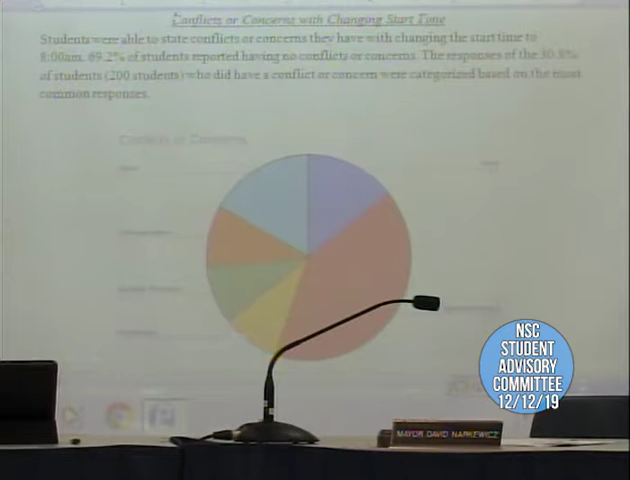 Conflicts or Concerns with Changing Start Time
Students were able to state conflicts or concerns they have with changing the start time to
8:00am. 69.2% of students reported having no conflicts or concerns. The responses of the 30.8%
of students (200 students) who did have a conflict or concern were categorized based on the most
common responses.
Conflicts or Concerns
NSC
STUDENT
ADVISORY
COMMITTEE
12/12/19
MAYOR DAVID NARKEWICZ